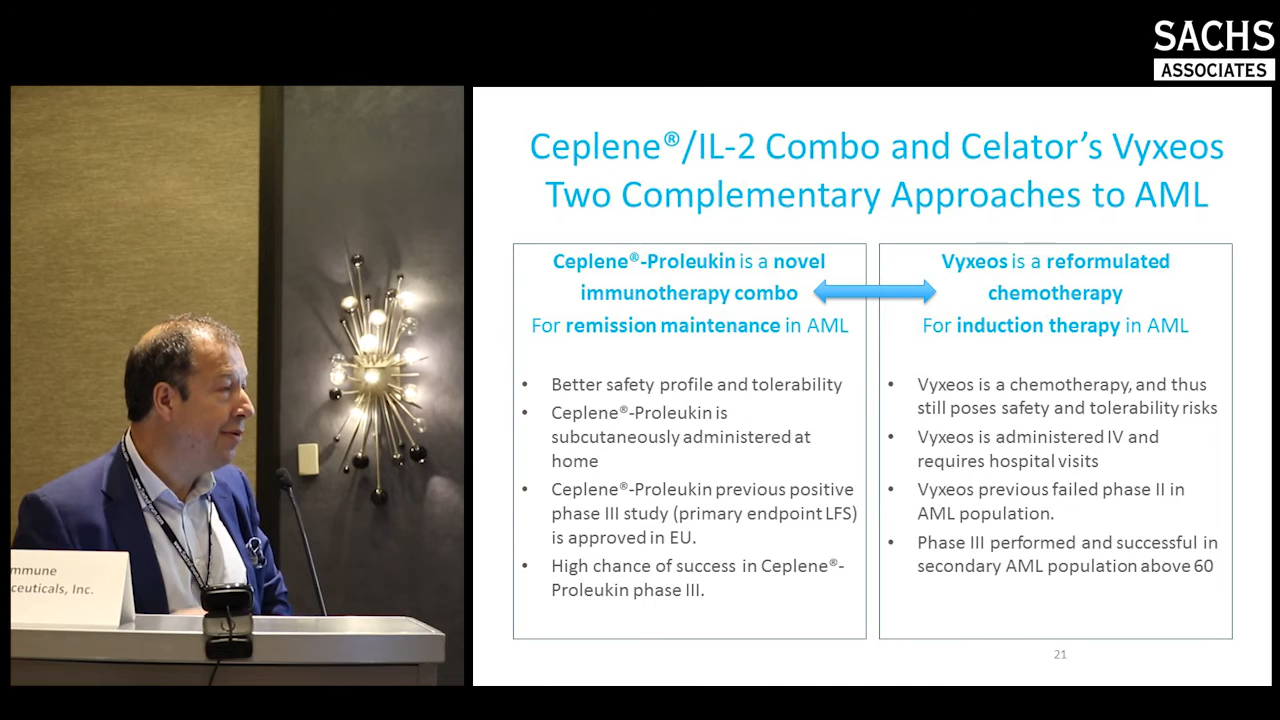 SACHS
ASSOCIATES
Ceplene®/IL-2 Combo and Celator's Vyxeos
Two Complementary Approaches to AML
Ceplene®-Proleukin is a novel
immunotherapy combo
For remission maintenance in AML
• Better safety profile and tolerability
• Ceplene®-Proleukin is
subcutaneously administered at
home
• Ceplene®-Proleukin previous positive
phase III study (primary endpoint LFS)
is approved in EU.
• High chance of success in Ceplene®-
Proleukin phase III.
Vyxeos is a reformulated
chemotherapy
For induction therapy in AML
• Vyxeos is a chemotherapy, and thus
still poses safety and tolerability risks
• Vyxeos is administered IV and
requires hospital visits
• Vyxeos previous failed phase II in
AML population.
• Phase III performed and successful in
secondary AML population above 60
21
mmune
ceuticals, Inc.